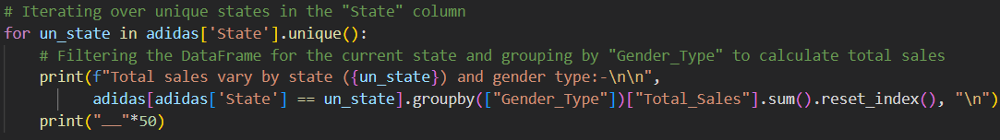 # Iterating over unique states in the "State" column
for un_state in adidas['State'].unique():
# Filtering the DataFrame for the current state and grouping by "Gender_Type" to calculate total sales
print(f"Total sales vary by state ({un_state}) and gender type:-\n\n",
adidas[adidas['State'] == un_state].groupby(["Gender_Type"])["Total_Sales"].sum().reset_index(), "\n")
print("__"*50)